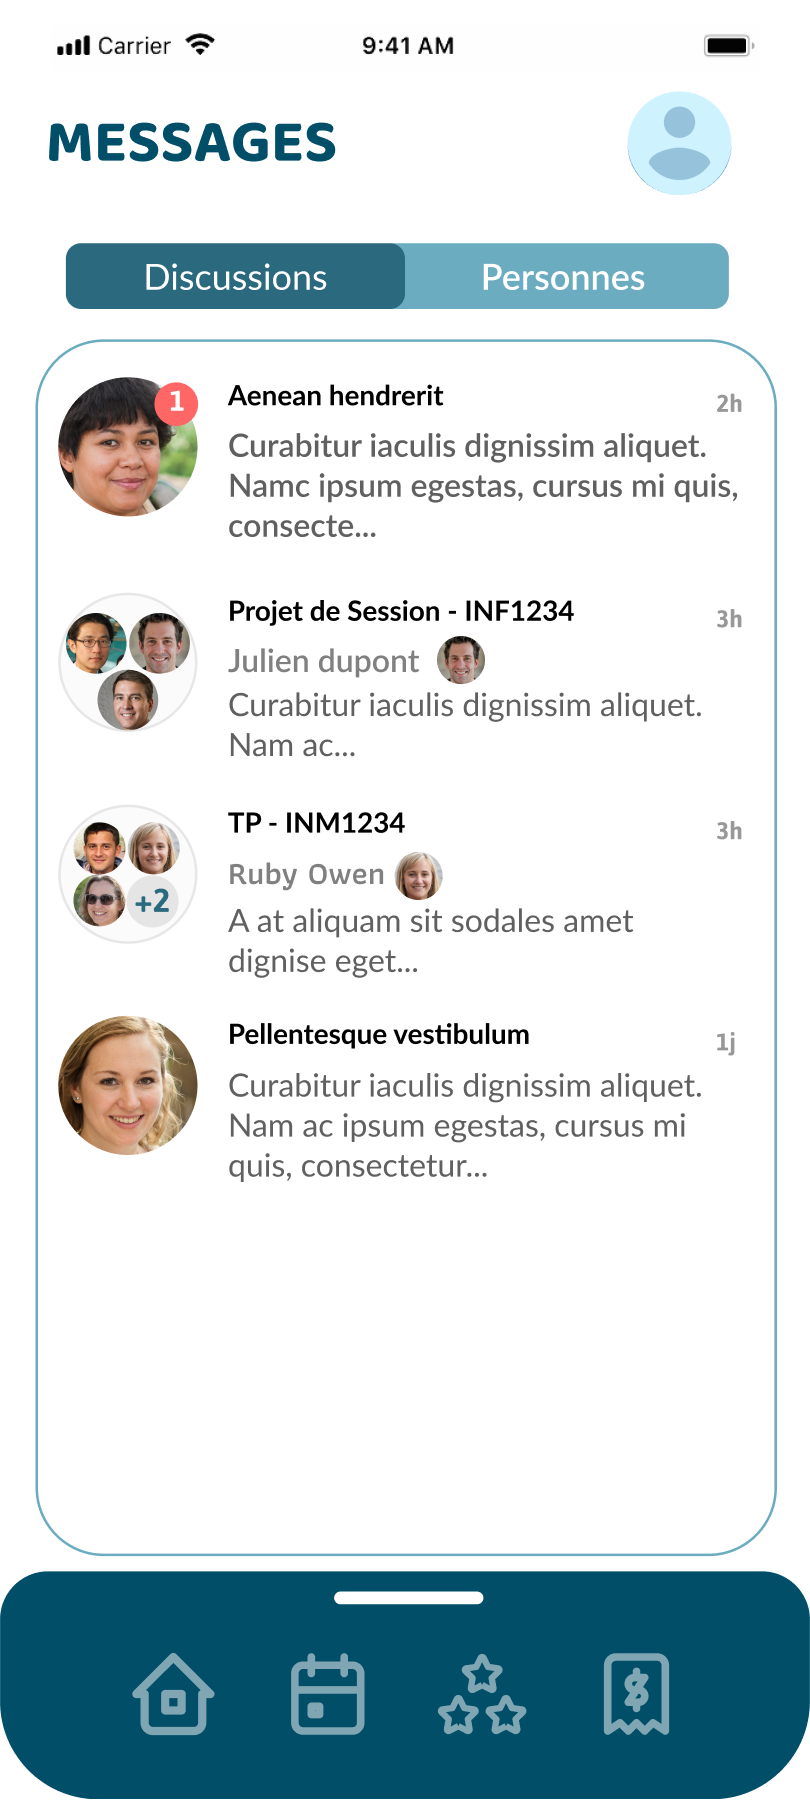 Carrier 9:41 AM
MESSAGES
Discussions Personnes
1
Aenean hendrerit 2h
Curabitur iaculis dignissim aliquet.
Namc ipsum egestas, cursus mi quis,
consecte...
Projet de Session - INF1234 3h
Julien dupont
Curabitur iaculis dignissim aliquet.
Nam ac...
TP - INM1234 3h
Ruby Owen
+2
A at aliquam sit sodales amet
dignise eget...
Pellentesque vestibulum 1j
Curabitur iaculis dignissim aliquet.
Nam ac ipsum egestas, cursus mi
quis, consectetur...
$